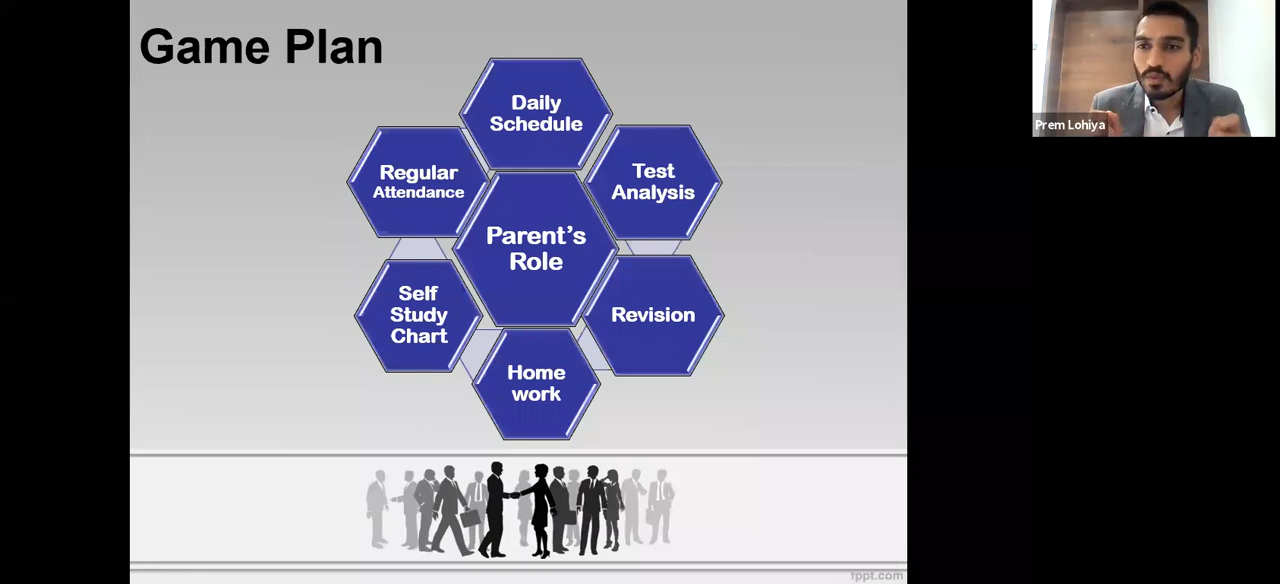 Game Plan
Prem Lohiya
Daily
Schedule
Regular
Attendance
Test
Analysis
Parent's
Role
Self
Study
Chart
Revision
Home
work
fppt.com